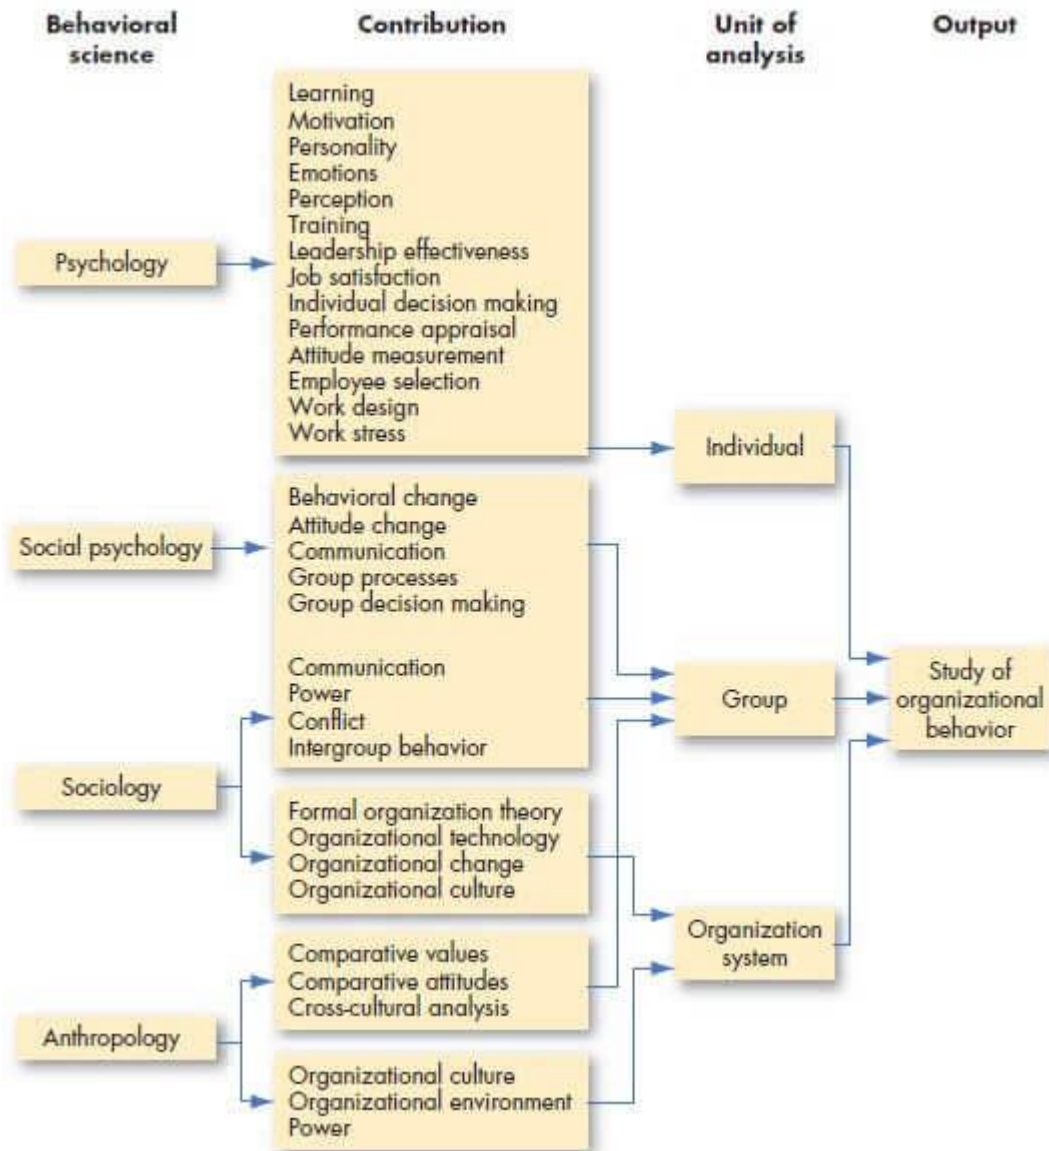 Behavioral
science
Contribution
Unit of
analysis
Output
Psychology
Learning
Motivation
Personality
Emotions
Perception
Training
Leadership effectiveness
Job satisfaction
Individual decision making
Performance appraisal
Attitude measurement
Employee selection
Work design
Work stress
Individual
Social psychology
Behavioral change
Attitude change
Communication
Group processes
Group decision making
Communication
Power
Conflict
Intergroup behavior
Group
Study of
organizational
behavior
Sociology
Formal organization theory
Organizational technology
Organizational change
Organizational culture
Organization
system
Anthropology
Comparative values
Comparative attitudes
Cross-cultural analysis
Organizational culture
Organizational environment
Power